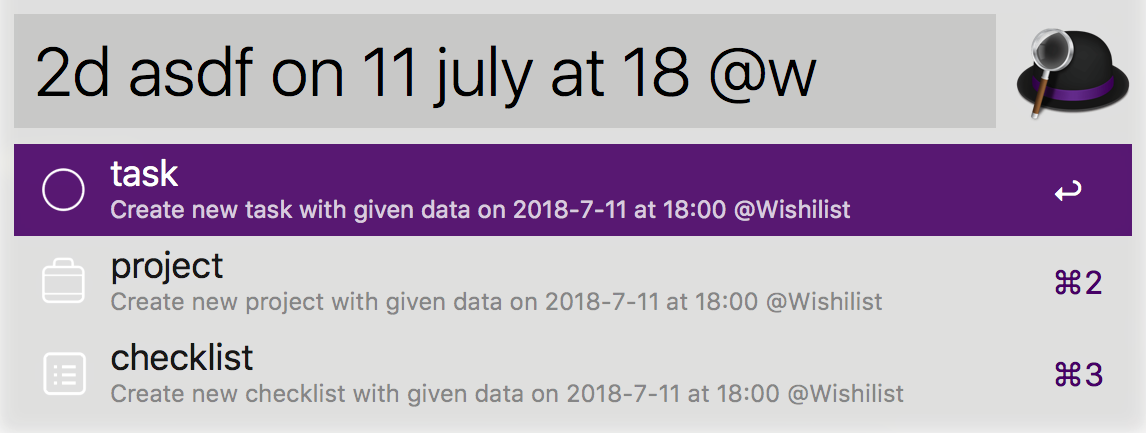 2d asdf on 11 july at 18 @w
task
Create new task with given data on 2018-7-11 at 18:00 @Wishilist
project
Create new project with given data on 2018-7-11 at 18:00 @Wishilist
⌘2
checklist
Create new checklist with given data on 2018-7-11 at 18:00 @Wishilist
⌘3